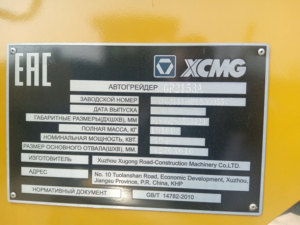 EAC
XCMG
АВТОГРЕЙДЕР
ЗАВОДСКОЙ НОМЕР
ДАТА ВЫПУСКА
ГАБАРИТНЫЕ РАЗМЕРЫ(ДХШХВ), ММ
ПОЛНАЯ МАССА, КГ
НОМИНАЛЬНАЯ МОЩНОСТЬ, КВТ
РАЗМЕР ОСНОВНОГО ОТВАЛА(ШХВ), ММ
ИЗГОТОВИТЕЛЬ Xuzhou Xugong Road-Construction Machinery Co,LTD.
АДРЕС No. 10 Tuolanshan Road, Economic Development, Xuzhou,
Jiangsu Province, P.R. China, КНР
НОРМАТИВНЫЙ ДОКУМЕНТ GB/T 14782-2010